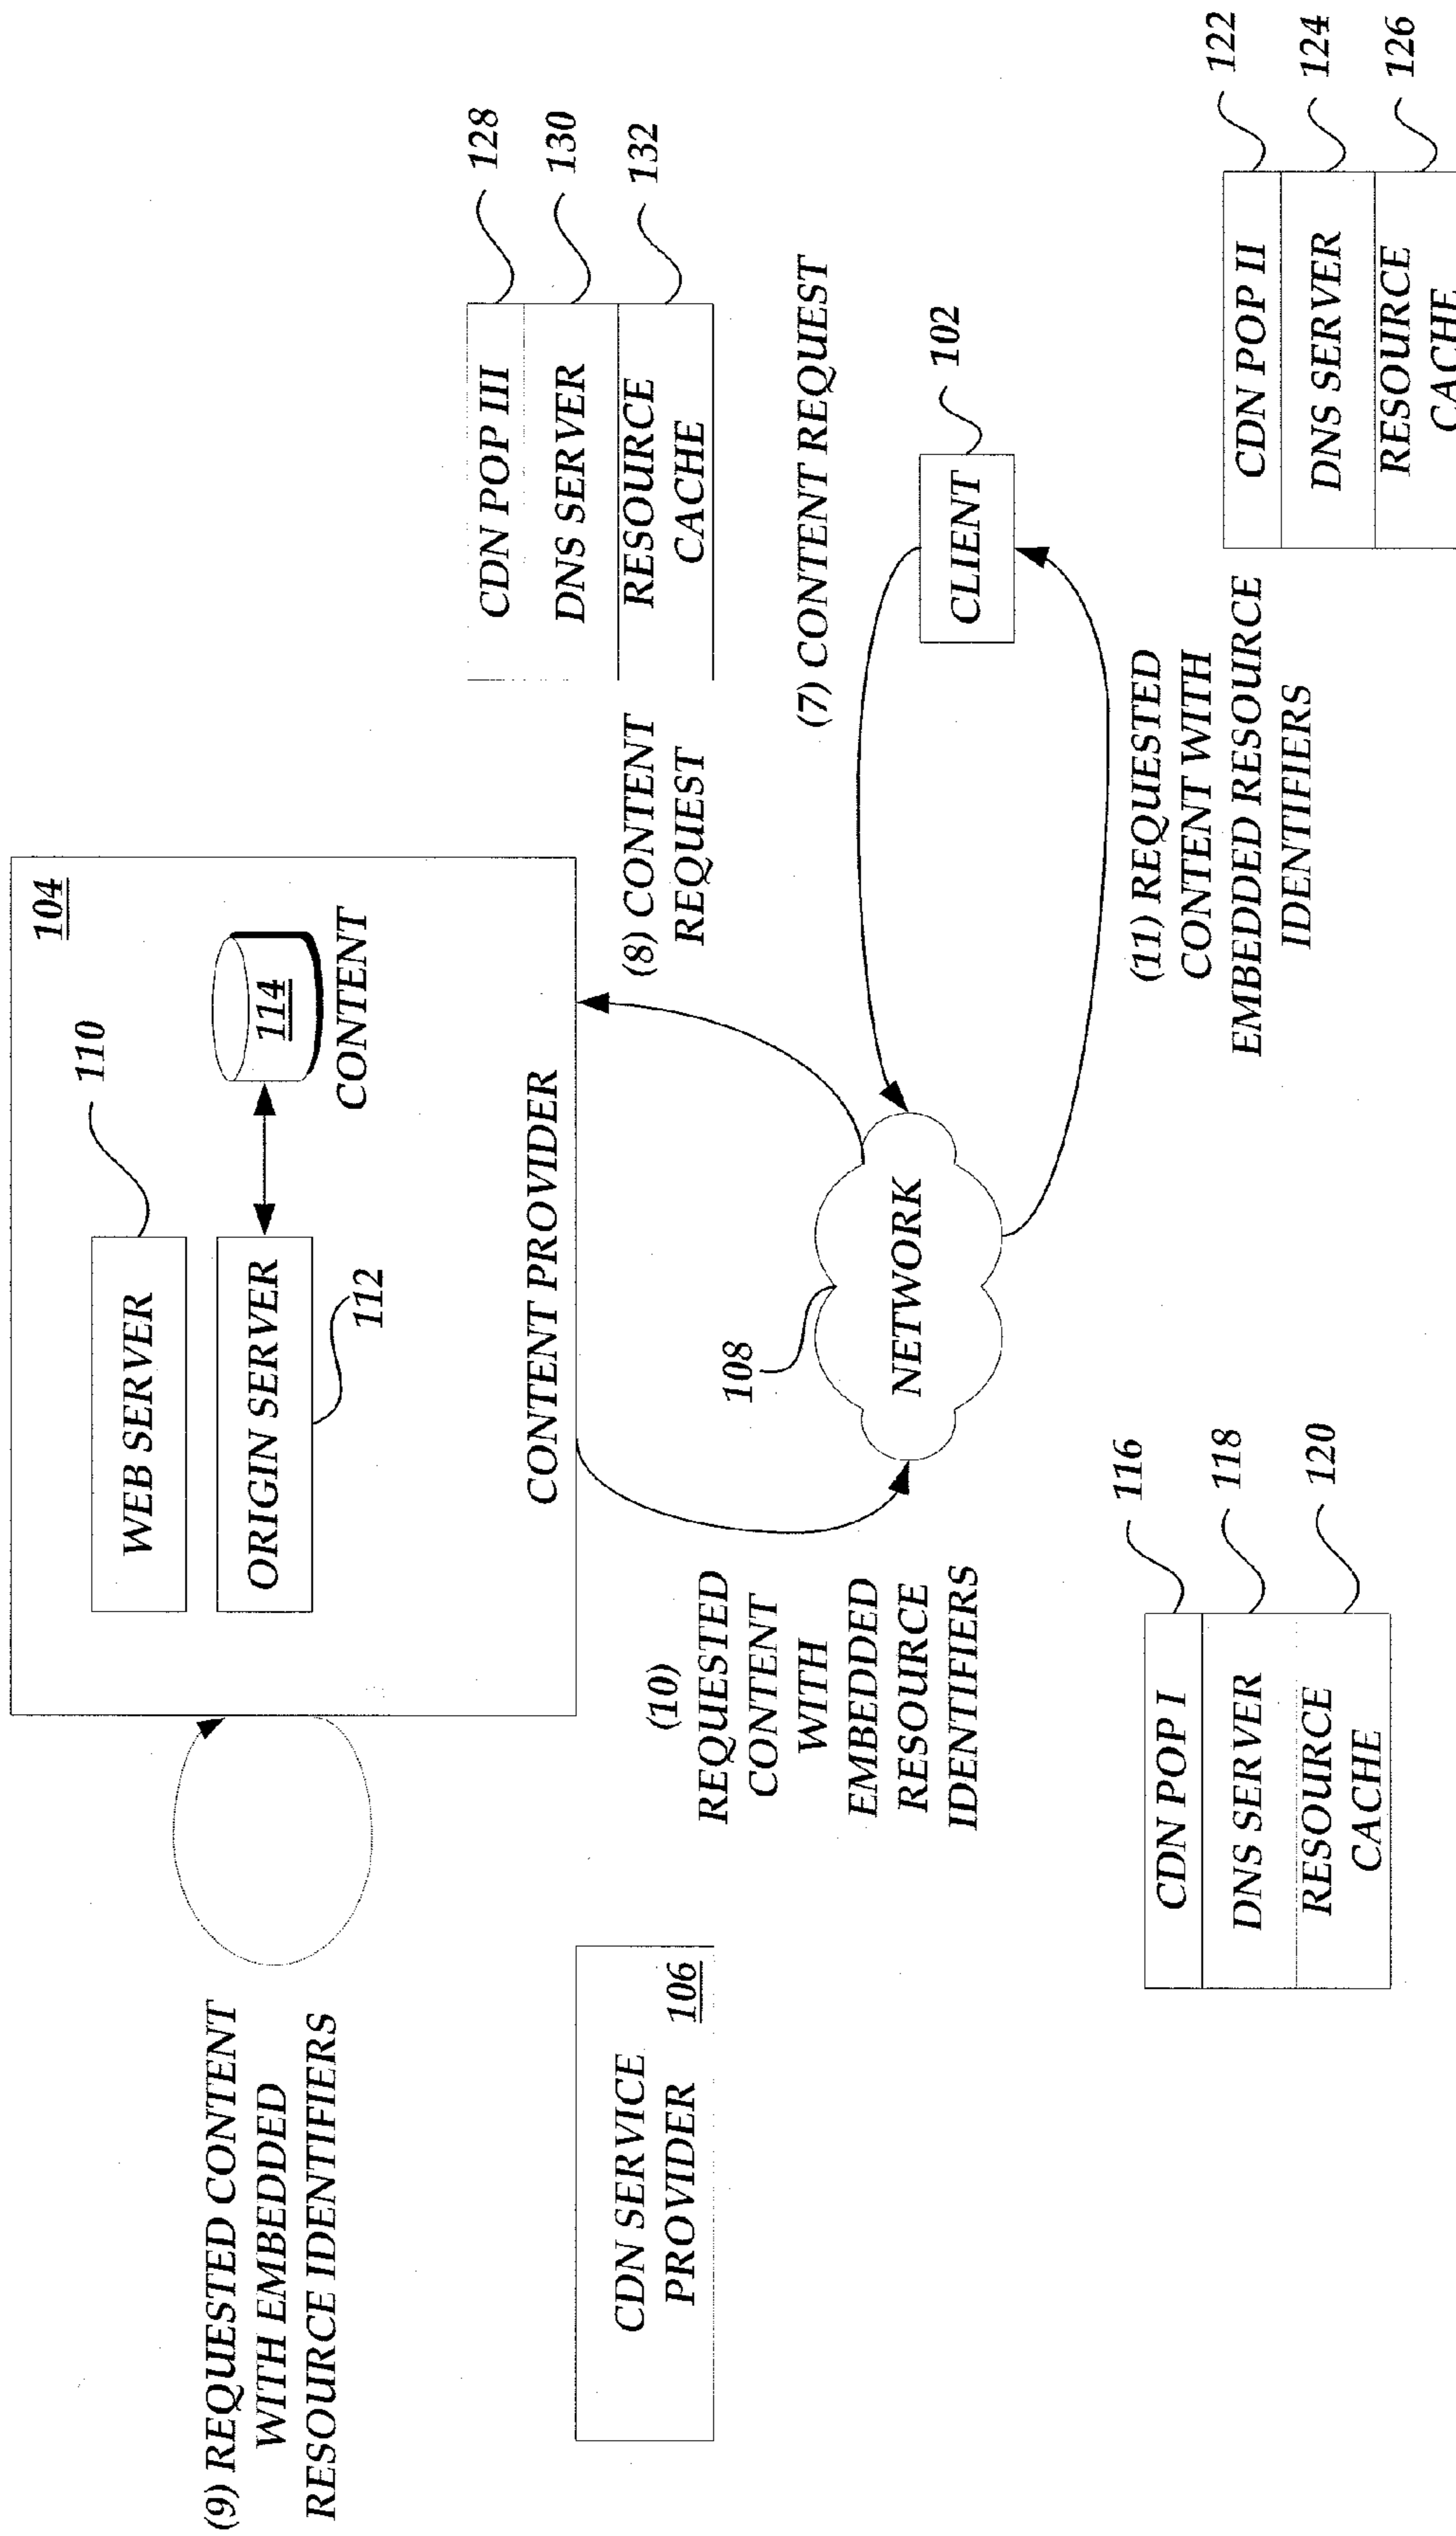 (9) REQUESTED CONTENT
WITH EMBEDDED
RESOURCE IDENTIFIERS
104
WEB SERVER
110
ORIGIN SERVER
112
114
CONTENT
CONTENT PROVIDER
CDN SERVICE
PROVIDER
106
(10)
REQUESTED
CONTENT
WITH
EMBEDDED
RESOURCE
IDENTIFIERS
(8) CONTENT
REQUEST
CDN POP III
128
DNS SERVER
130
RESOURCE
CACHE
132
108
NETWORK
(7) CONTENT REQUEST
CLIENT
102
(11) REQUESTED
CONTENT WITH
EMBEDDED RESOURCE
IDENTIFIERS
CDN POP I
116
DNS SERVER
118
RESOURCE
CACHE
120
CDN POP II
122
DNS SERVER
124
RESOURCE
CACHE
126